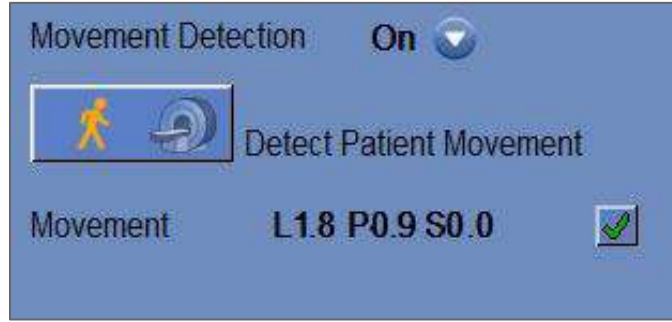 Movement Detection On
Detect Patient Movement
Movement L1.8 P0.9 S0.0